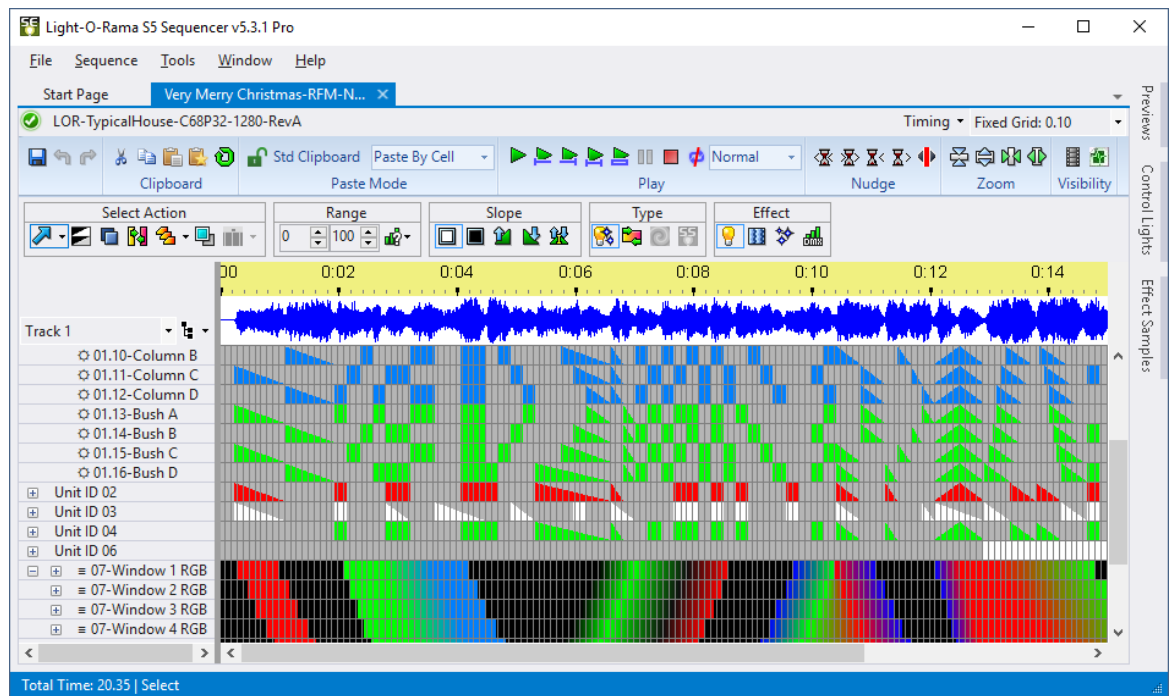 Light-O-Rama S5 Sequencer v5.3.1 Pro
File Sequence Tools Window Help
Start Page Very Merry Christmas-RFM-N...
LOR-TypicalHouse-C68P32-1280-RevA Timing Fixed Grid: 0.10
Std Clipboard Paste By Cell Normal
Clipboard Paste Mode Play Nudge Zoom Visibility
Select Action Range Slope Type Effect
0 100 dmx
00 0:02 0:04 0:06 0:08 0:10 0:12 0:14
Track 1
01.10-Column B
01.11-Column C
01.12-Column D
01.13-Bush A
01.14-Bush B
01.15-Bush C
01.16-Bush D
Unit ID 02
Unit ID 03
Unit ID 04
Unit ID 06
07-Window 1 RGB
07-Window 2 RGB
07-Window 3 RGB
07-Window 4 RGB
Total Time: 20.35 | Select
Previews
Control Lights
Effect Samples